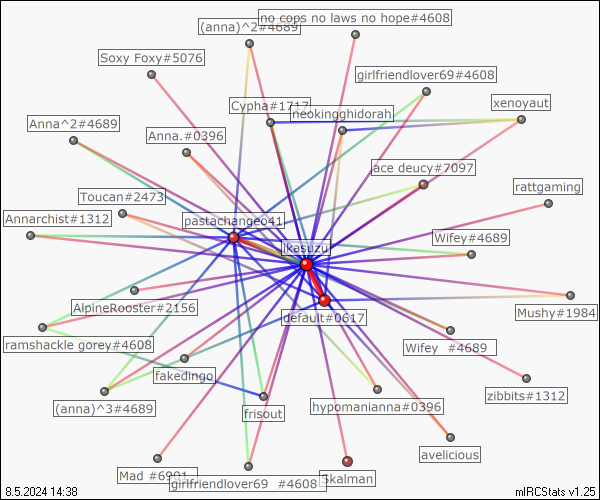 no cops no laws no hope#4608
(anna)^2#4689
Soxy Foxy#5076
girlfriendlover69#4608
Cypha#1717
neokingghidorah
xenoyaut
Anna^2#4689
Anna.#0396
ace deucy#7097
Toucan#2473
rattgaming
Annarchist#1312
pastachangeo41
Wifey#4689
ikasuzu
AlpineRooster#2156
default#0617
Mushy#1984
ramshackle gorey#4608
Wifey  #4689
fakedingo
zibbits#1312
(anna)^3#4689
frisout
hypomanianna#0396
avelicious
Mad #6901
girlfriendlover69  #4608
Skalman
8.5.2024 14:38
mIRCStats v1.25